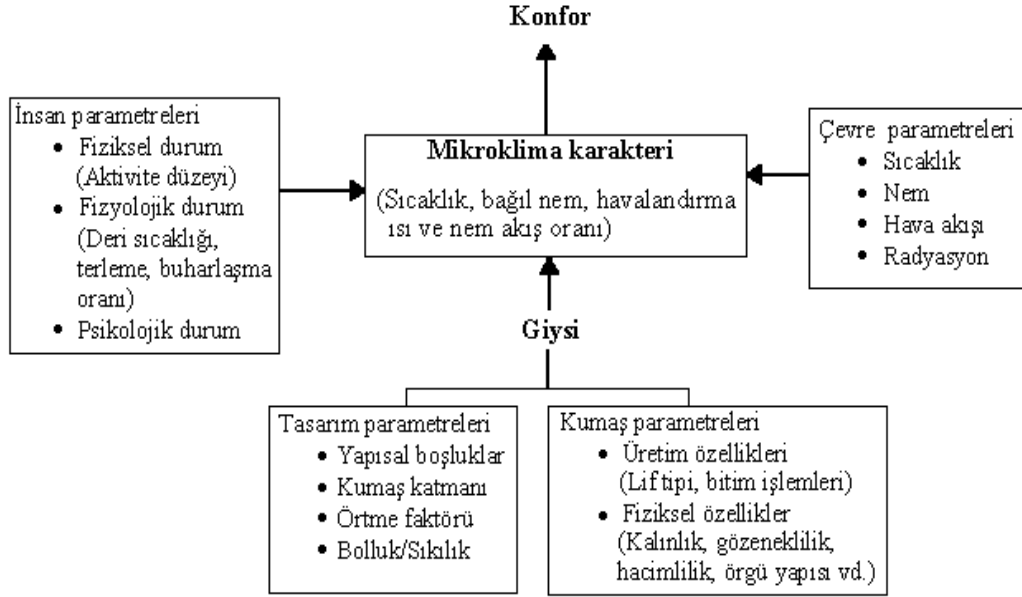 Konfor
İnsan parametreleri
• Fiziksel durum
(Aktivite düzeyi)
• Fizyolojik durum
(Deri sıcaklığı,
terleme, buharlaşma
oranı)
• Psikolojik durum
Mikroklima karakteri
(Sıcaklık, bağıl nem, havalandırma
ısı ve nem akış oranı)
Çevre parametreleri
• Sıcaklık
• Nem
• Hava akışı
• Radyasyon
Giysi
Tasarım parametreleri
• Yapısal boşluklar
• Kumaş katmanı
• Örtme faktörü
• Bolluk/Sıkılık
Kumaş parametreleri
• Üretim özellikleri
(Lif tipi, bitim işlemleri)
• Fiziksel özellikler
(Kalınlık, gözeneklilik,
hacimlilik, örgü yapısı vd.)